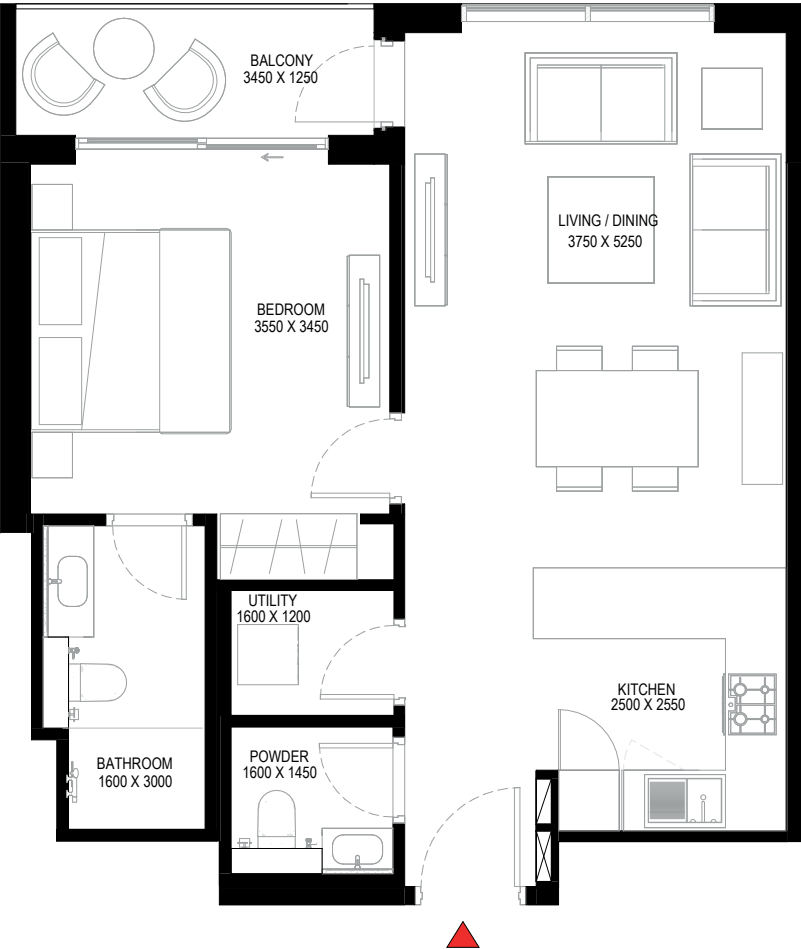 BALCONY
3450 X 1250
LIVING / DINING
3750 X 5250
BEDROOM
3550 X 3450
UTILITY
1600 X 1200
KITCHEN
2500 X 2550
BATHROOM
1600 X 3000
POWDER
1600 X 1450